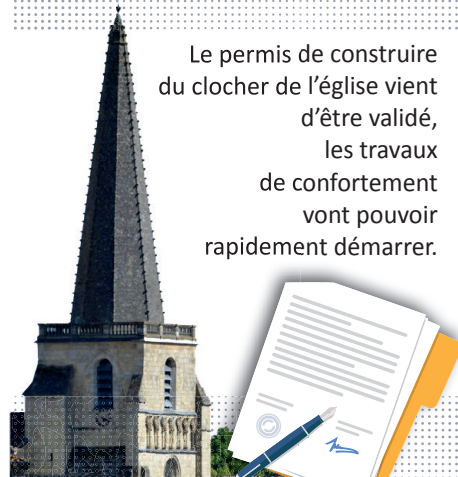 Le permis de construire
du clocher de l’église vient
d’être validé,
les travaux
de confortement
vont pouvoir
rapidement démarrer.